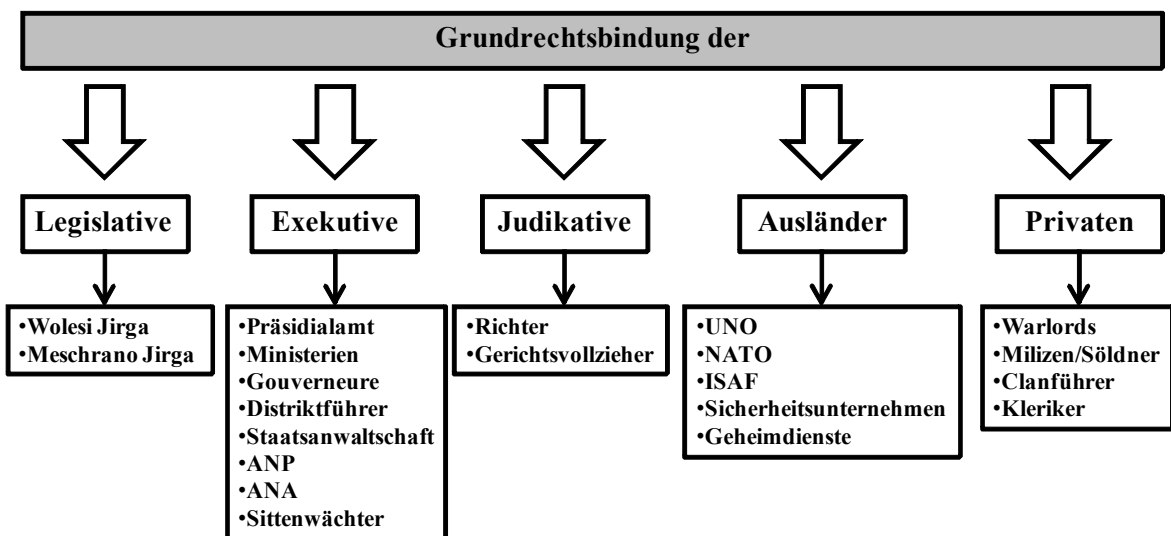 Grundrechtsbindung der
Legislative
•Wolesi Jirga
•Meschrano Jirga
Exekutive
•Präsidialamt
•Ministerien
•Gouverneure
•Distriktführer
•Staatsanwaltschaft
•ANP
•ANA
•Sittenwächter
Judikative
•Richter
•Gerichtsvollzieher
Ausländer
•UNO
•NATO
•ISAF
•Sicherheitsunternehmen
•Geheimdienste
Privaten
•Warlords
•Milizen/Söldner
•Clanführer
•Kleriker